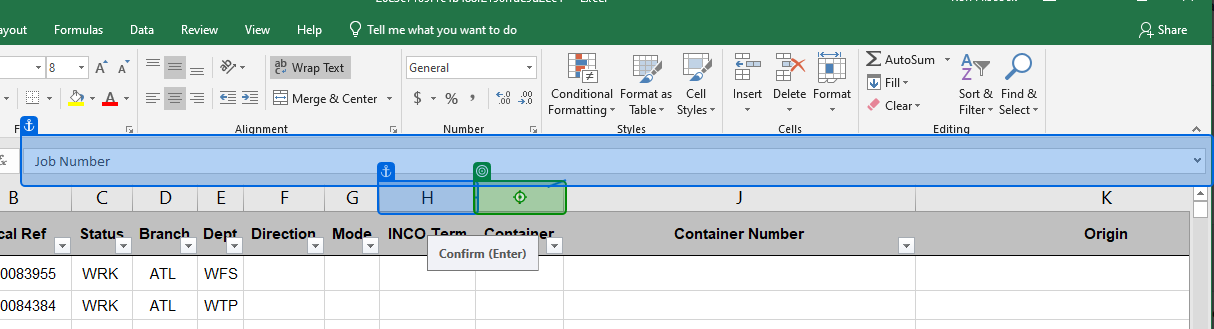 ayout Formulas Data Review View Help Tell me what you want to do Share
8 A A Wrap Text General AutoSum
Fill
Merge & Center $ % , Conditional Formatting Format as Table Cell Styles Insert Delete Format Clear Sort & Filter Find & Select
Alignment Number Styles Cells Editing
Job Number
B C D E F G H J K
cal Ref Status Branch Dept Direction Mode INCO Term Container Container Number Origin
Confirm (Enter)
0083955 WRK ATL WFS
0084384 WRK ATL WTP